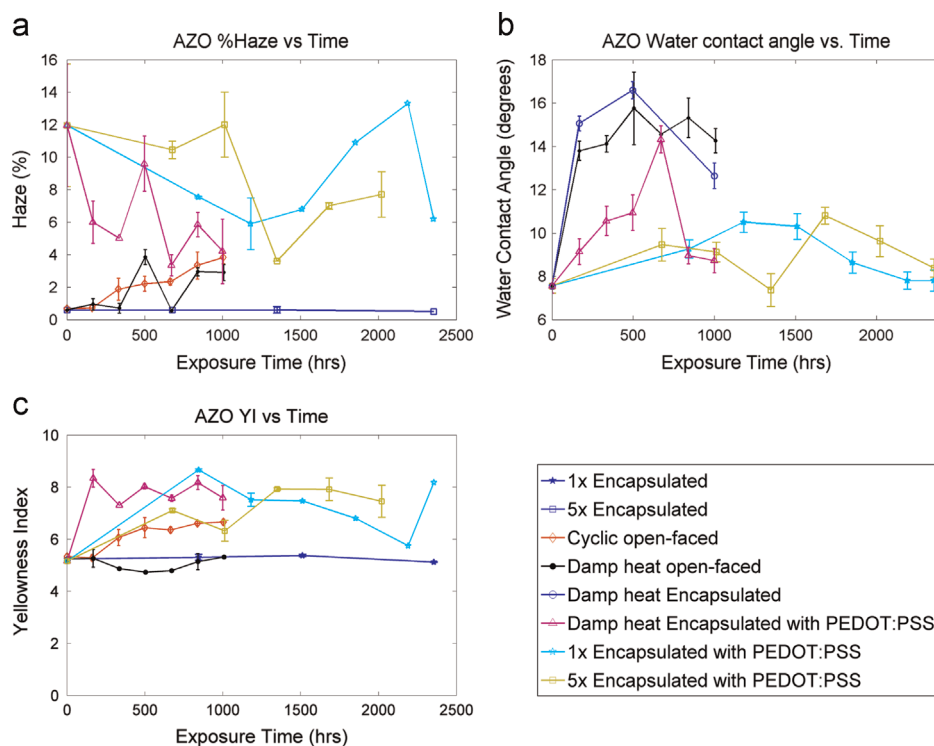 a
AZO %Haze vs Time
16
14
12
10
8
6
4
2
0
Haze (%)
0 500 1000 1500 2000 2500
Exposure Time (hrs)
b
AZO Water contact angle vs. Time
18
16
14
12
10
8
6
Water Contact Angle (degrees)
0 500 1000 1500 2000
Exposure Time (hrs)
c
AZO YI vs Time
10
8
6
4
2
0
Yellowness Index
0 500 1000 1500 2000 2500
Exposure Time (hrs)
1x Encapsulated
5x Encapsulated
Cyclic open-faced
Damp heat open-faced
Damp heat Encapsulated
Damp heat Encapsulated with PEDOT:PSS
1x Encapsulated with PEDOT:PSS
5x Encapsulated with PEDOT:PSS